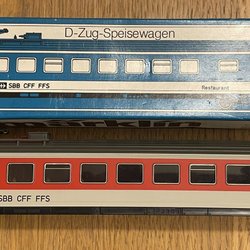 D-Zug-Speisewagen
SBB CFF FFS
Restaurant
SBB CFF FFS